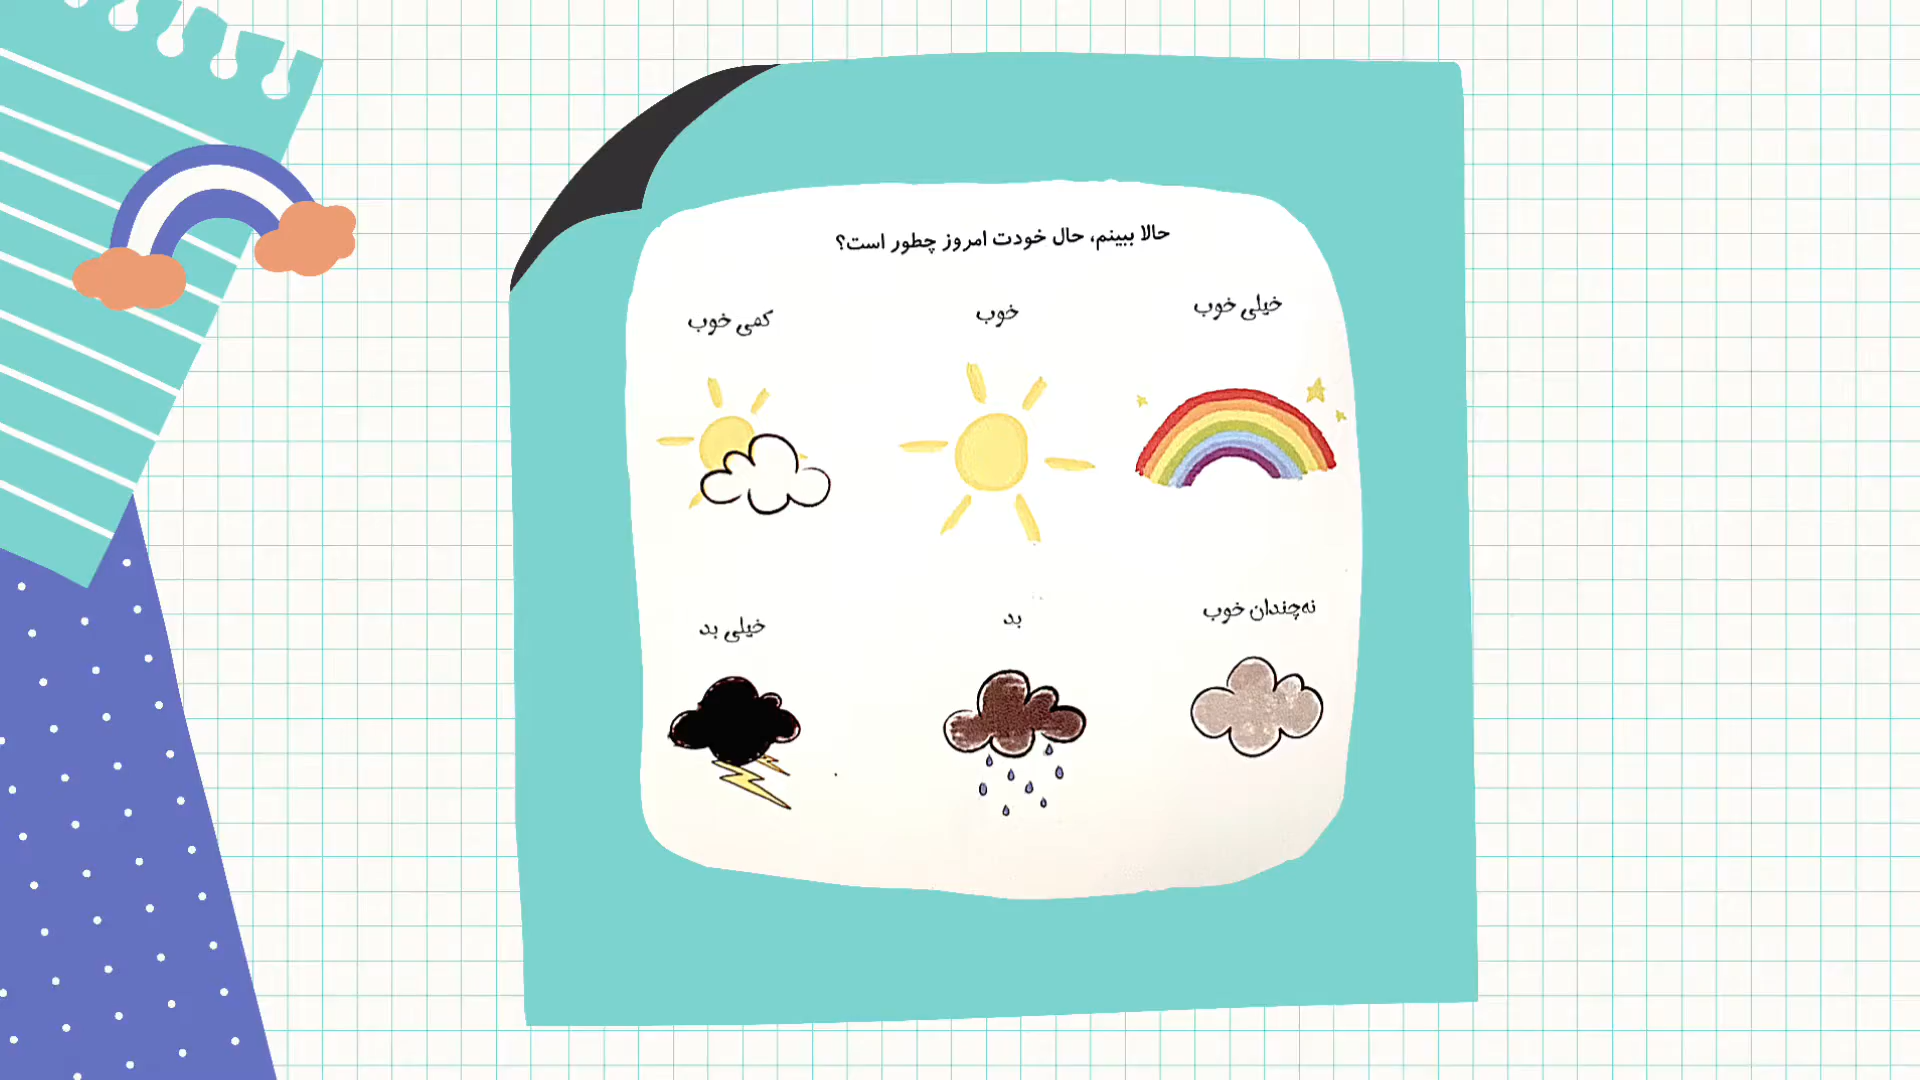 حالا ببینم، حال خودت امروز چطور است؟
خیلی خوب
خوب
کمی خوب
نه‌چندان خوب
بد
خیلی بد